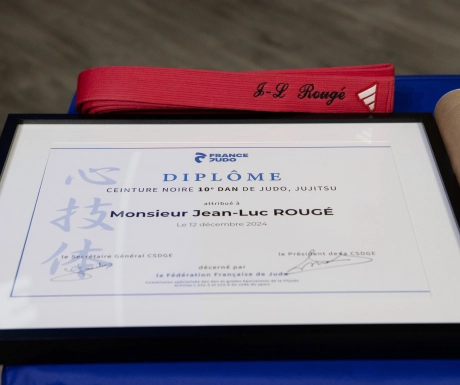 J-L Rougé
FRANCE
JUDO
DIPLÔME
CEINTURE NOIRE 10e DAN DE JUDO, JUJITSU
attribué à
Monsieur Jean-Luc ROUGÉ
Le 12 décembre 2024
心
技
体
le Secrétaire Général CSDGE
le Président de la CSDGE
décerné par
la Fédération Française de Judo